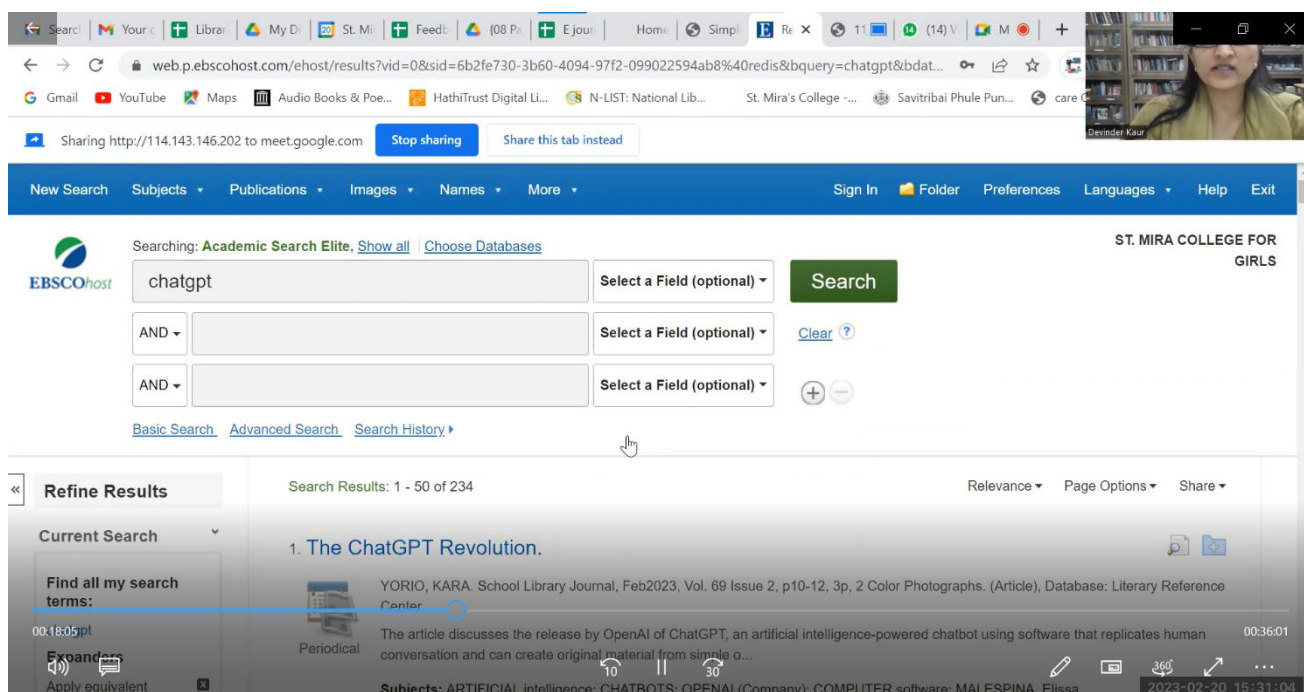 Searcl Your c Librar My Dr St. Mi Feedb (08 Pa E jour Home Simpl Re 11 (14) M
web.p.ebscohost.com/ehost/results?vid=0&sid=6b2fe730-3b60-4094-97f2-099022594ab8%40redis&bquery=chatgpt&bdat...
Gmail YouTube Maps Audio Books & Poe... HathiTrust Digital Li... N-LIST: National Lib... St. Mira's College -... Savitribai Phule Pun... care
Devinder Kaur
Sharing http://114.143.146.202 to meet.google.com Stop sharing Share this tab instead
New Search Subjects Publications Images Names More Sign In Folder Preferences Languages Help Exit
Searching: Academic Search Elite, Show all Choose Databases
ST. MIRA COLLEGE FOR
GIRLS
EBSCOhost
chatgpt Select a Field (optional) Search
AND Select a Field (optional) Clear ?
AND Select a Field (optional)
Basic Search Advanced Search Search History
Refine Results
Search Results: 1 - 50 of 234 Relevance Page Options Share
Current Search
1. The ChatGPT Revolution.
Find all my search
terms:
YORIO, KARA. School Library Journal, Feb2023, Vol. 69 Issue 2, p10-12, 3p, 2 Color Photographs. (Article), Database: Literary Reference
Center
00:18:05 00:36:01
The article discusses the release by OpenAI of ChatGPT, an artificial intelligence-powered chatbot using software that replicates human
conversation and can create original material from simple o...
Periodical
Expanders
10 30 360
Apply equivalent
Subjects: ARTIFICIAL intelligence; CHATBOTS; OPENAI (Company); COMPUTER software; MALESPINA, Elissa
2023-02-20 15:31:04